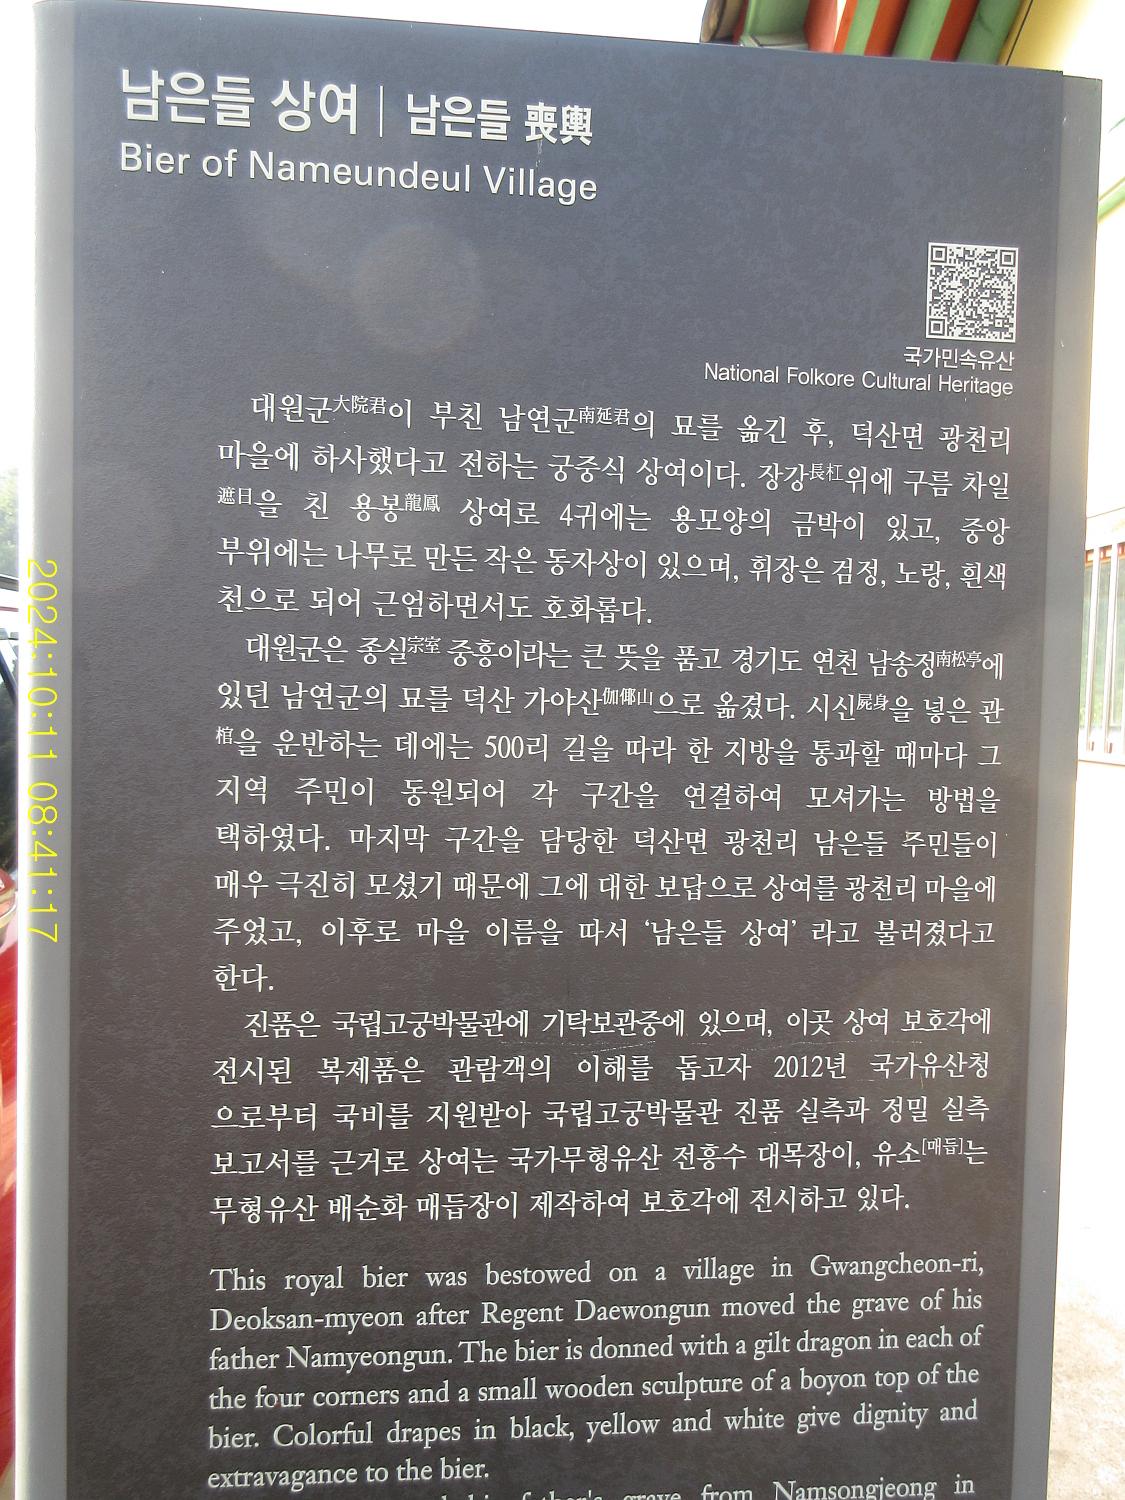 남은들 상여 | 남은들 喪輿
Bier of Nameundeul Village
국가민속유산
National Folkore Cultural Heritage
대원군大院君이 부친 남연군南延君의 묘를 옮긴 후, 덕산면 광천리
마을에 하사했다고 전하는 궁중식 상여이다. 장강長杠위에 구름 차일
遮日을 친 용봉龍鳳 상여로 4귀에는 용모양의 금박이 있고, 중앙
부위에는 나무로 만든 작은 동자상이 있으며, 휘장은 검정, 노랑, 흰색
천으로 되어 근엄하면서도 호화롭다.
대원군은 종실宗室 중흥이라는 큰 뜻을 품고 경기도 연천 남송정南松亭에
있던 남연군의 묘를 덕산 가야산伽倻山으로 옮겼다. 시신屍身을 넣은 관
棺을 운반하는 데에는 500리 길을 따라 한 지방을 통과할 때마다 그
지역 주민이 동원되어 각 구간을 연결하여 모셔가는 방법을
택하였다. 마지막 구간을 담당한 덕산면 광천리 남은들 주민들이
매우 극진히 모셨기 때문에 그에 대한 보답으로 상여를 광천리 마을에
주었고, 이후로 마을 이름을 따서 ‘남은들 상여’ 라고 불러졌다고
한다.
진품은 국립고궁박물관에 기탁보관중에 있으며, 이곳 상여 보호각에
전시된 복제품은 관람객의 이해를 돕고자 2012년 국가유산청
으로부터 국비를 지원받아 국립고궁박물관 진품 실측과 정밀 실측
보고서를 근거로 상여는 국가무형유산 전흥수 대목장이, 유소[매듭]는
무형유산 배순화 매듭장이 제작하여 보호각에 전시하고 있다.
This royal bier was bestowed on a village in Gwangcheon-ri,
Deoksan-myeon after Regent Daewongun moved the grave of his
father Namyeongun. The bier is donned with a gilt dragon in each of
the four corners and a small wooden sculpture of a boyon top of the
bier. Colorful drapes in black, yellow and white give dignity and
extravagance to the bier.
father's grave from Namsongjeong in
2024:10:11 08:41:17